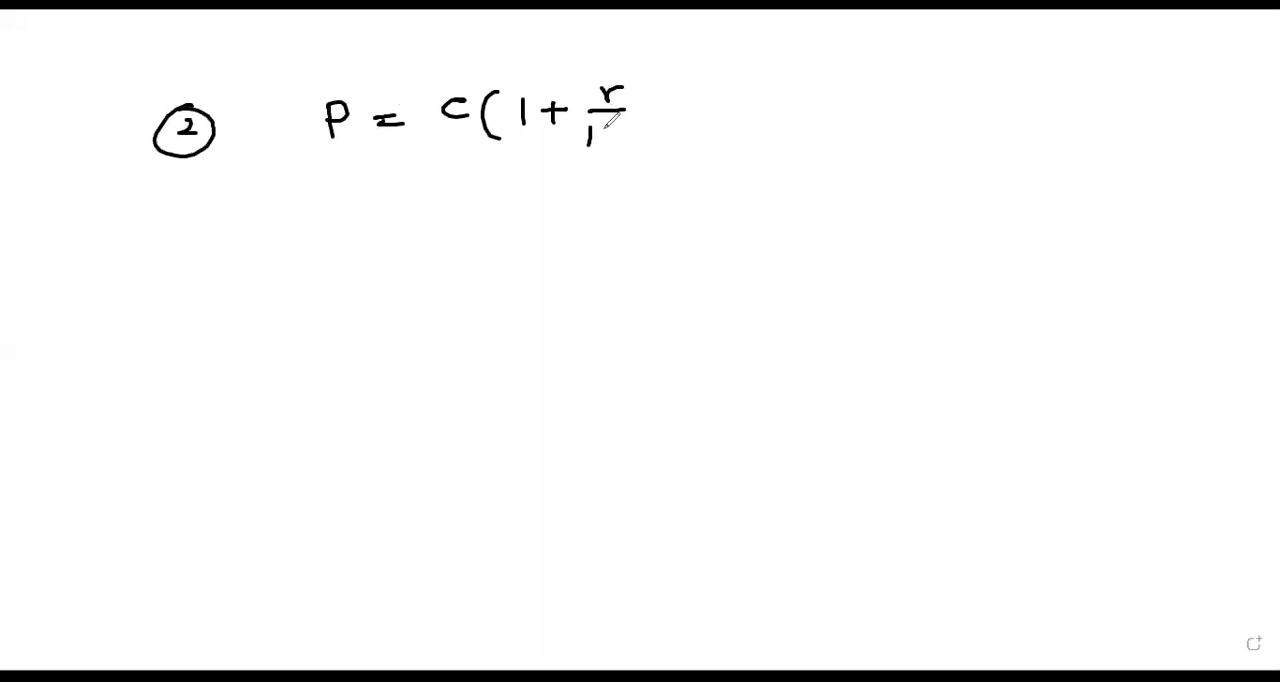 ② P = C(1 + r/1